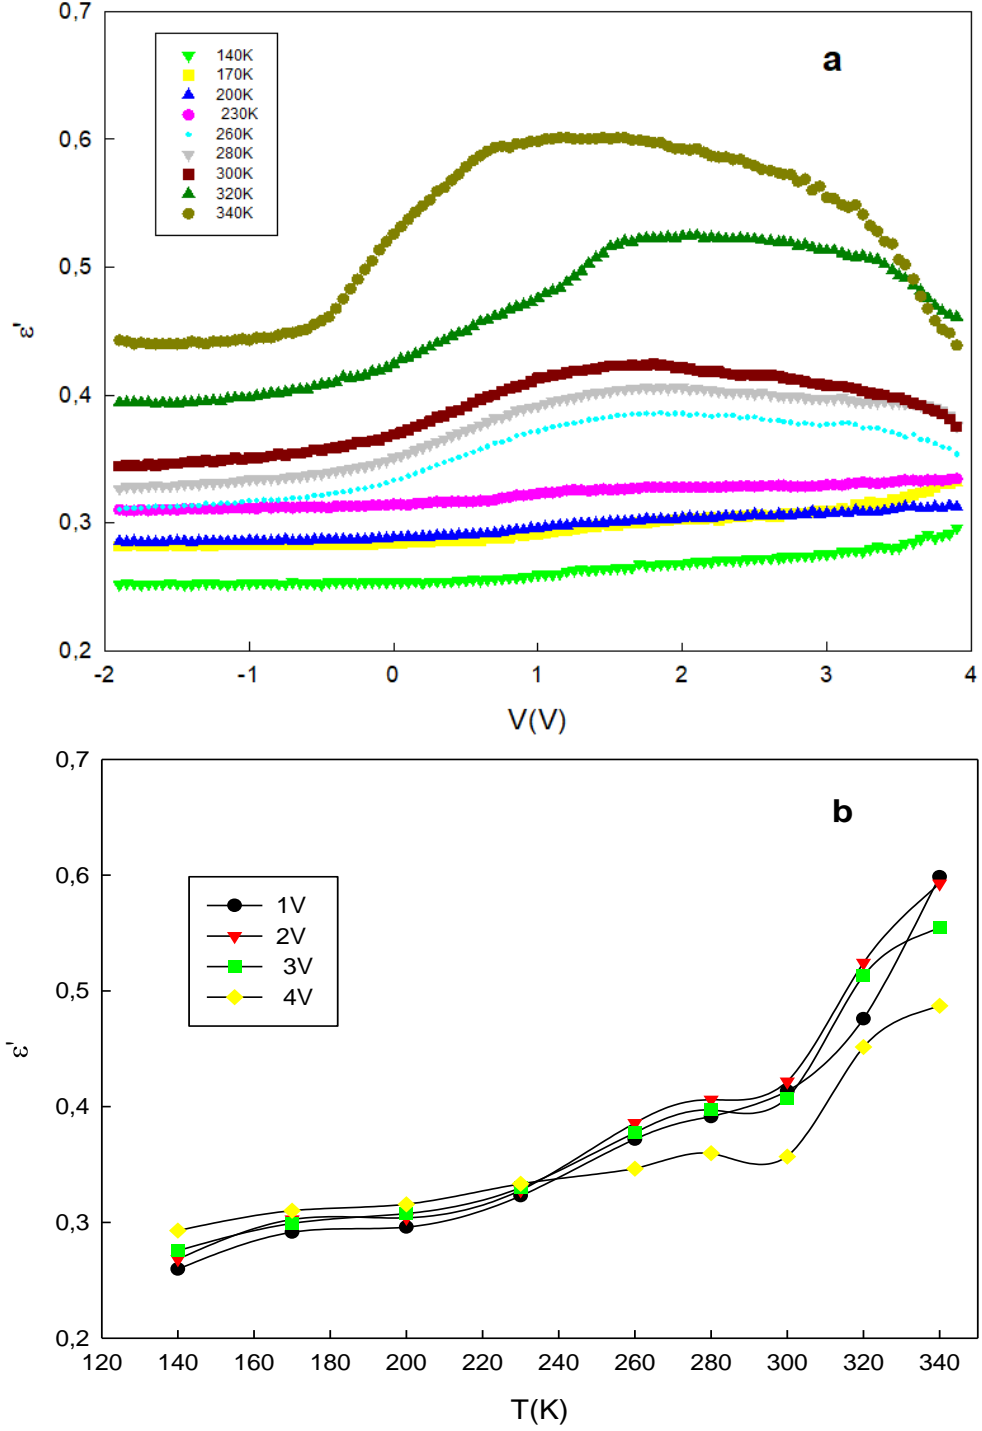 0,7
a
140K
170K
200K
230K
260K
280K
300K
320K
340K
0,6
0,5
ε'
0,4
0,3
0,2
-2 -1 0 1 2 3 4
V(V)
0,7
b
0,6
1V
2V
3V
4V
0,5
ε'
0,4
0,3
0,2
120 140 160 180 200 220 240 260 280 300 320 340
T(K)